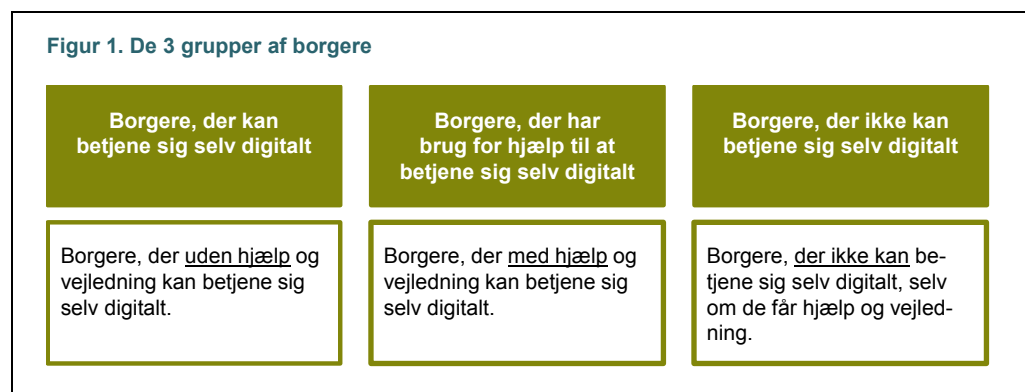 Figur 1. De 3 grupper af borgere
Borgere, der kan
betjene sig selv digitalt
Borgere, der har
brug for hjælp til at
betjene sig selv digitalt
Borgere, der ikke kan
betjene sig selv digitalt
Borgere, der uden hjælp og
vejledning kan betjene sig
selv digitalt.
Borgere, der med hjælp og
vejledning kan betjene sig
selv digitalt.
Borgere, der ikke kan be-
tjene sig selv digitalt, selv
om de får hjælp og vejled-
ning.